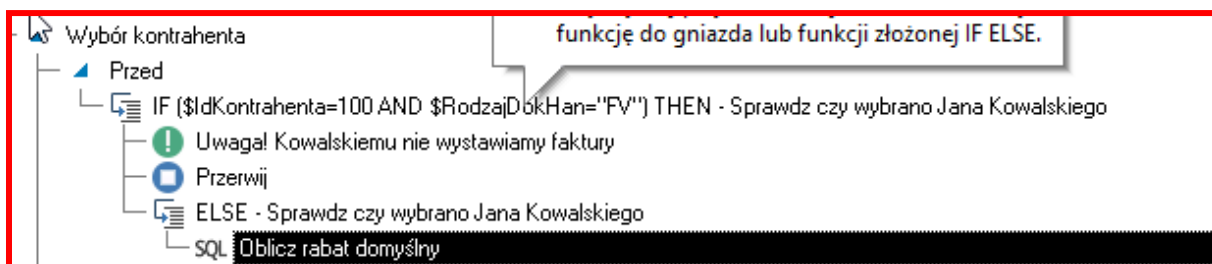 funkcję do gniazda lub funkcji złożonej IF ELSE.
Wybór kontrahenta
Przed
IF ($IdKontrahenta=100 AND $RodzajDokHan="FV") THEN - Sprawdz czy wybrano Jana Kowalskiego
Uwaga! Kowalskiemu nie wystawiamy faktury
Przerwij
ELSE - Sprawdz czy wybrano Jana Kowalskiego
SQL Oblicz rabat domyślny